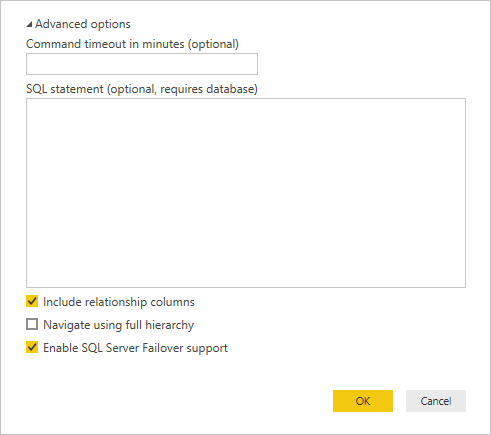 Advanced options
Command timeout in minutes (optional)
SQL statement (optional, requires database)
Include relationship columns
Navigate using full hierarchy
Enable SQL Server Failover support
OK Cancel